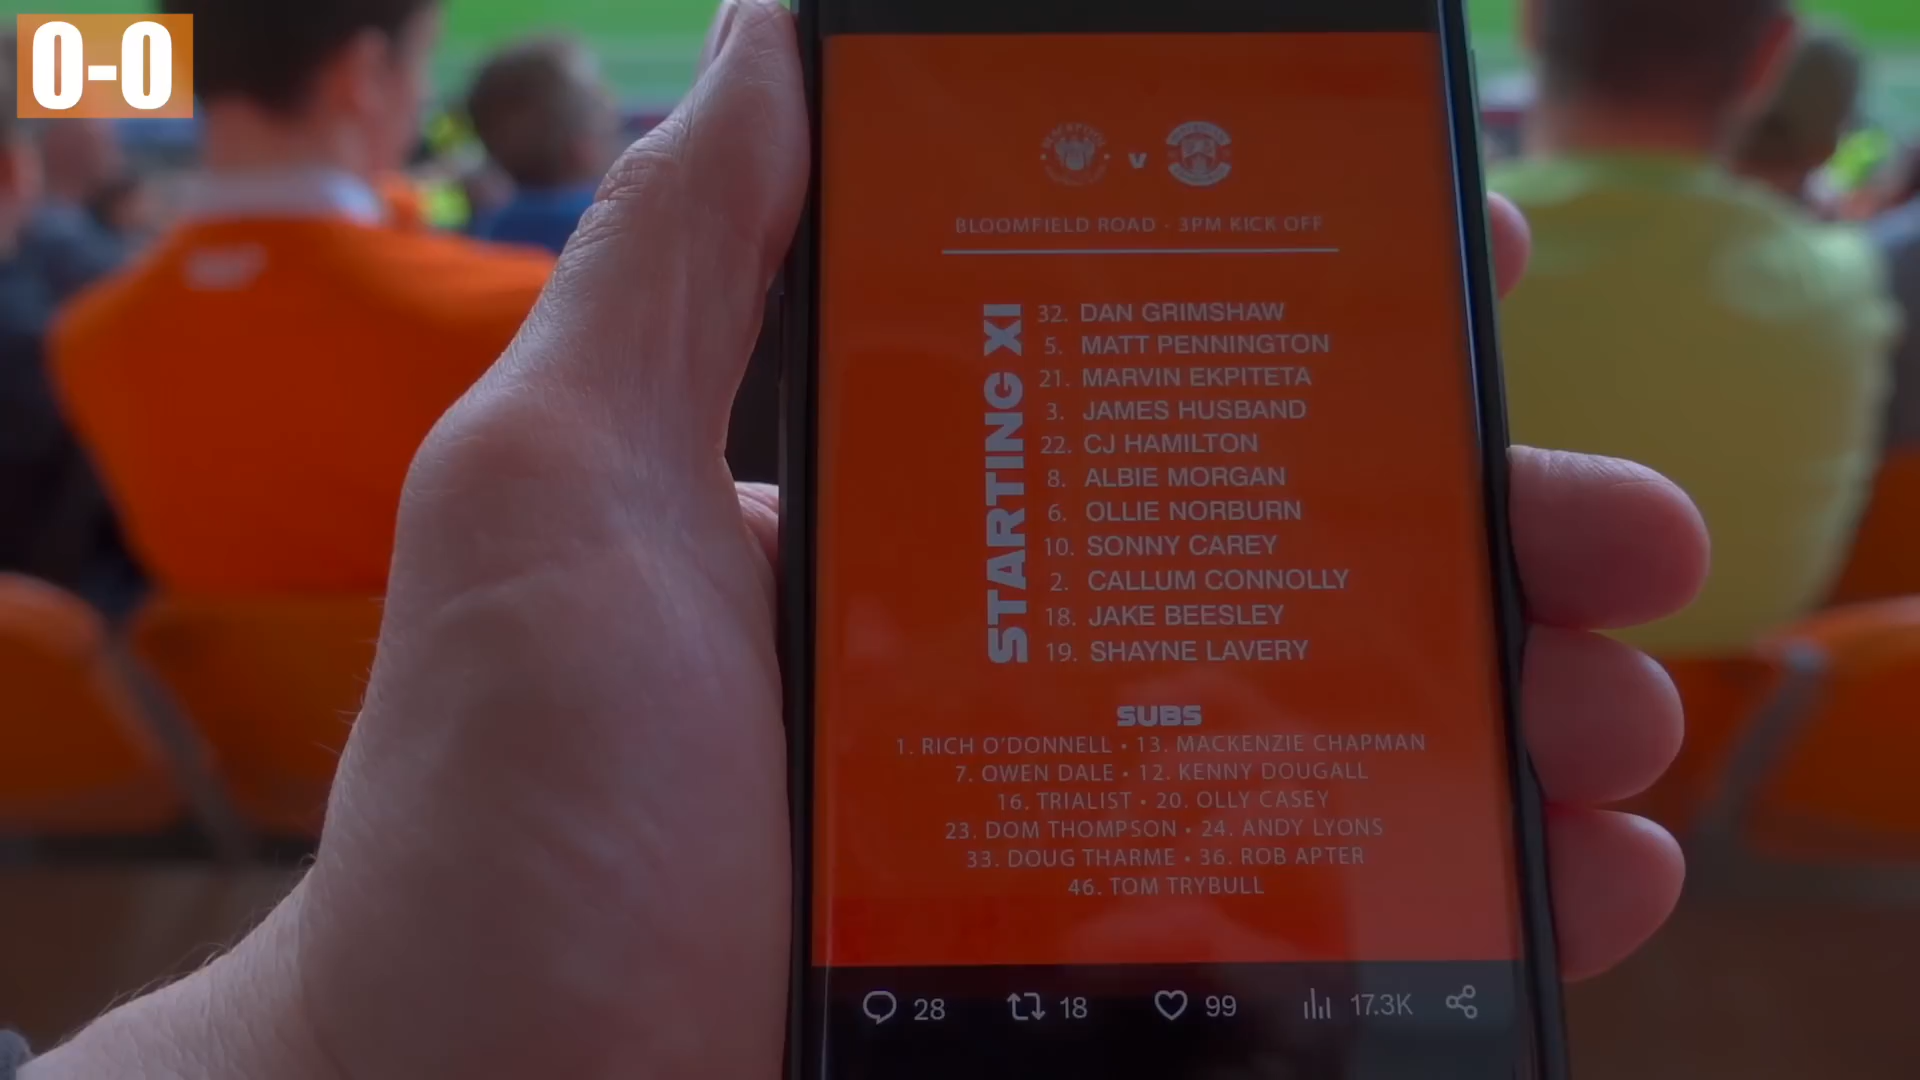 0-0
V
BLOOMFIELD ROAD · 3PM KICK OFF
STARTING XI
32. DAN GRIMSHAW
5. MATT PENNINGTON
21. MARVIN EKPITETA
3. JAMES HUSBAND
22. CJ HAMILTON
8. ALBIE MORGAN
6. OLLIE NORBURN
10. SONNY CAREY
2. CALLUM CONNOLLY
18. JAKE BEESLEY
19. SHAYNE LAVERY
SUBS
1. RICH O'DONNELL • 13. MACKENZIE CHAPMAN
7. OWEN DALE • 12. KENNY DOUGALL
16. TRIALIST • 20. OLLY CASEY
23. DOM THOMPSON • 24. ANDY LYONS
33. DOUG THARME • 36. ROB APTER
46. TOM TRYBULL
28 18 99 17.3K